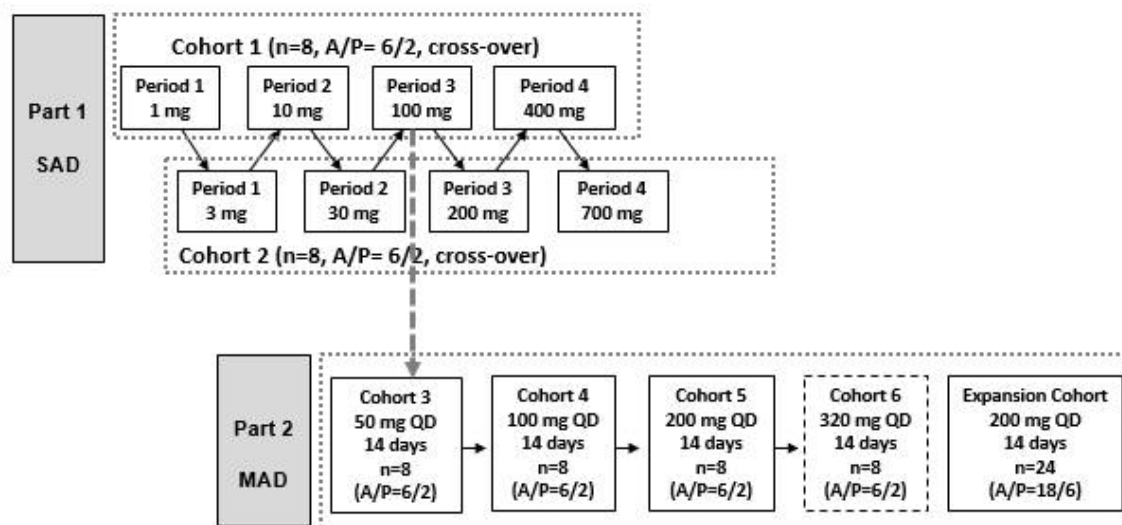 Part 1
SAD
Cohort 1 (n=8, A/P= 6/2, cross-over)
Period 1
1 mg
Period 2
10 mg
Period 3
100 mg
Period 4
400 mg
Period 1
3 mg
Period 2
30 mg
Period 3
200 mg
Period 4
700 mg
Cohort 2 (n=8, A/P= 6/2, cross-over)
Part 2
MAD
Cohort 3
50 mg QD
14 days
n=8
(A/P=6/2)
Cohort 4
100 mg QD
14 days
n=8
(A/P=6/2)
Cohort 5
200 mg QD
14 days
n=8
(A/P=6/2)
Cohort 6
320 mg QD
14 days
n=8
(A/P=6/2)
Expansion Cohort
200 mg QD
14 days
n=24
(A/P=18/6)